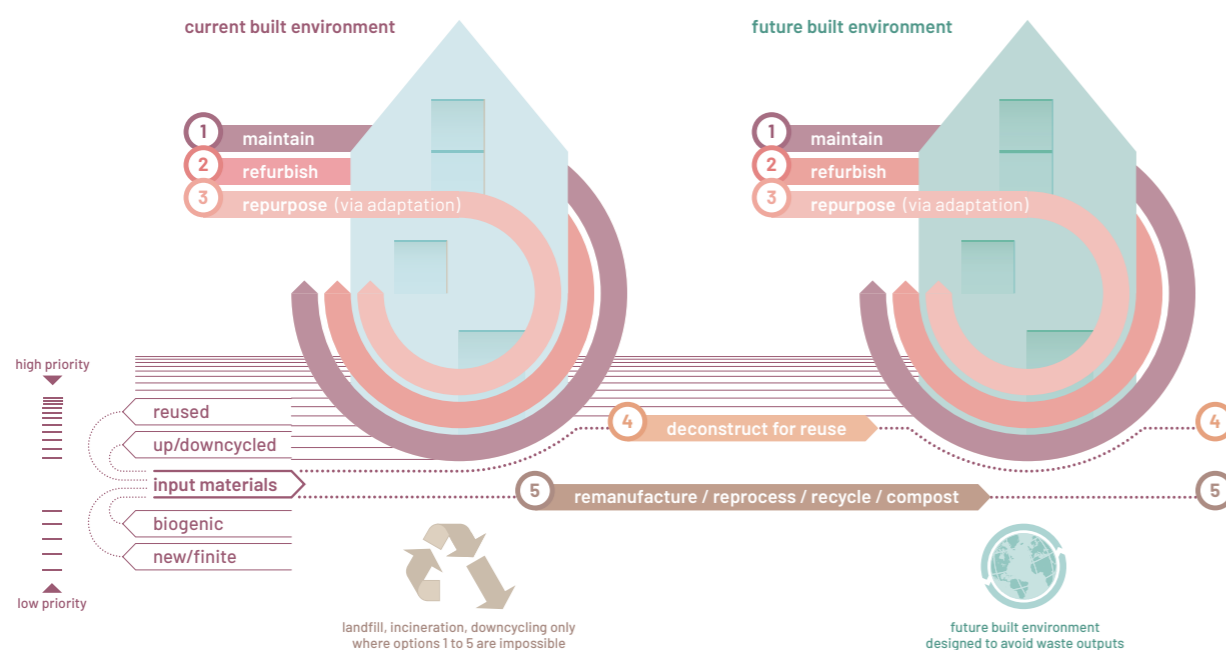 current built environment
1 maintain
2 refurbish
3 repurpose (via adaptation)
future built environment
1 maintain
2 refurbish
3 repurpose (via adaptation)
high priority
reused
up/downcycled
input materials
biogenic
new/finite
low priority
4 deconstruct for reuse
4
5 remanufacture / reprocess / recycle / compost
5
landfill, incineration, downcycling only
where options 1 to 5 are impossible
future built environment
designed to avoid waste outputs